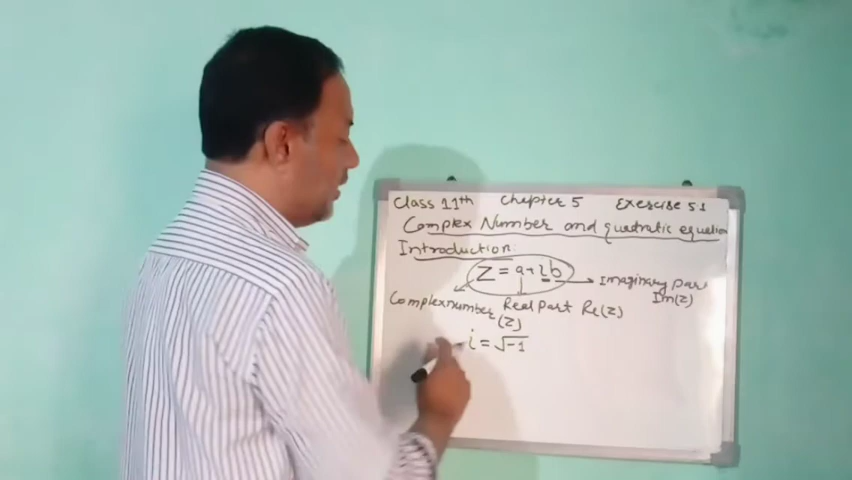 Class 11th Chapter 5 Exercise 5.1
Complex Number and quadratic equation
Introduction:
Z = a + ib → Imaginary part
Complex number Real Part Re(Z) Im(Z)
(Z)
i = √-1